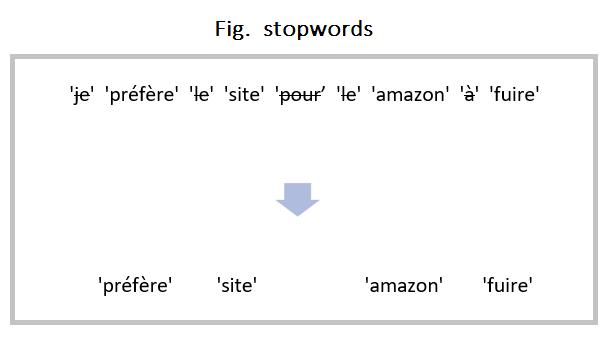 Fig. stopwords
'je' 'préfère' 'le' 'site' 'pour' 'le' 'amazon' 'à' 'fuire'
'préfère' 'site' 'amazon' 'fuire'